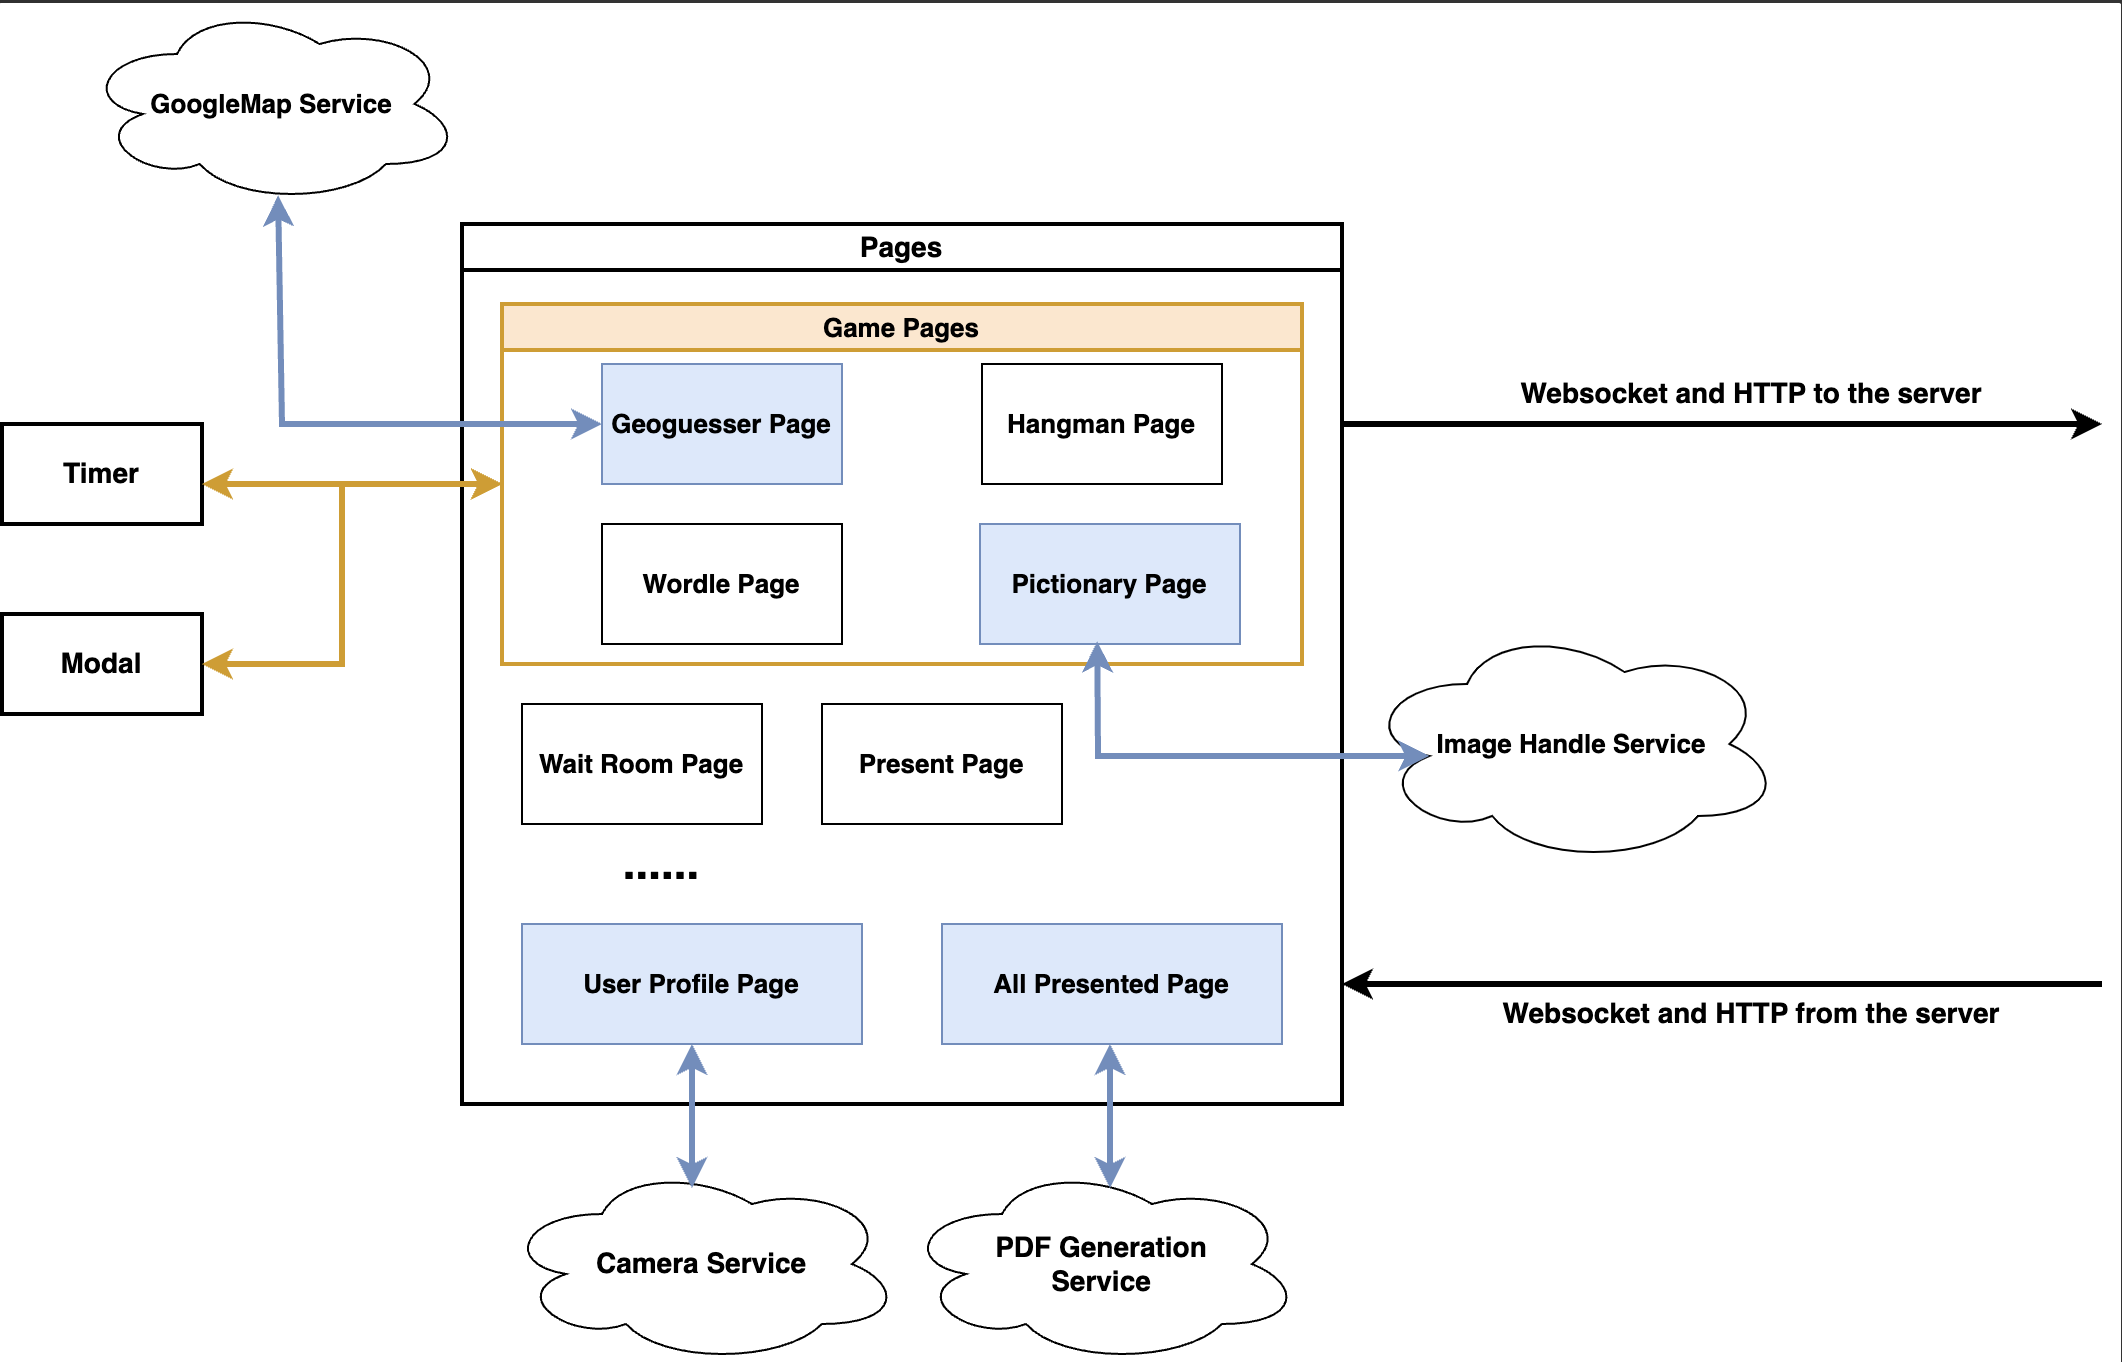 GoogleMap Service
Pages
Game Pages
Geoguesser Page
Hangman Page
Websocket and HTTP to the server
Timer
Wordle Page
Pictionary Page
Modal
Wait Room Page
Present Page
Image Handle Service
......
User Profile Page
All Presented Page
Websocket and HTTP from the server
Camera Service
PDF Generation
Service